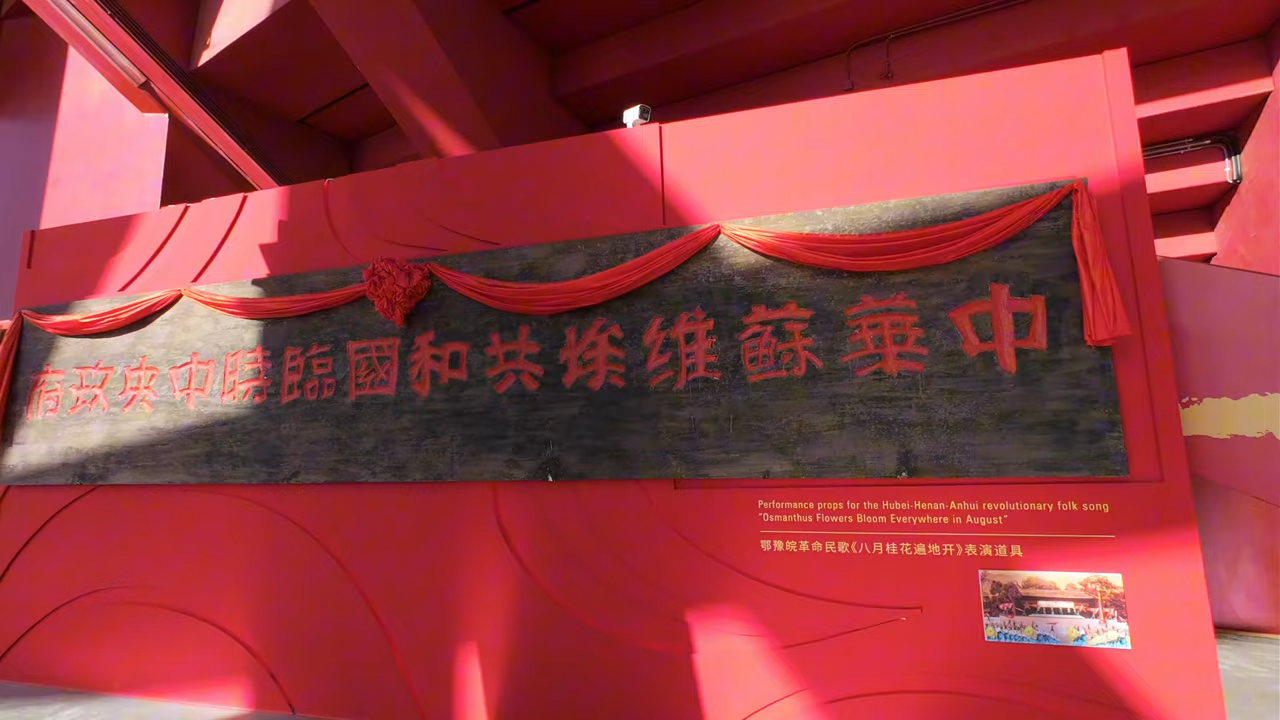 中華蘇維埃共和國臨時中央政府
Performance props for the Hubei-Henan-Anhui revolutionary folk song
"Osmanthus Flowers Bloom Everywhere in August"
鄂豫皖革命民歌《八月桂花遍地开》表演道具